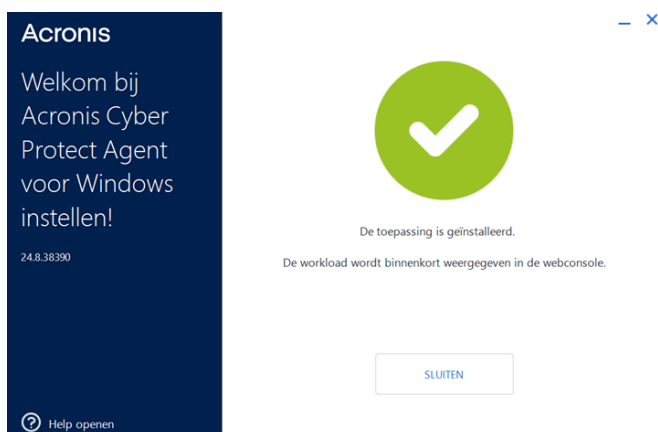 Acronis
Welkom bij
Acronis Cyber
Protect Agent
voor Windows
instellen!
24.8.38390
De toepassing is geïnstalleerd.
De workload wordt binnenkort weergegeven in de webconsole.
SLUITEN
Help openen